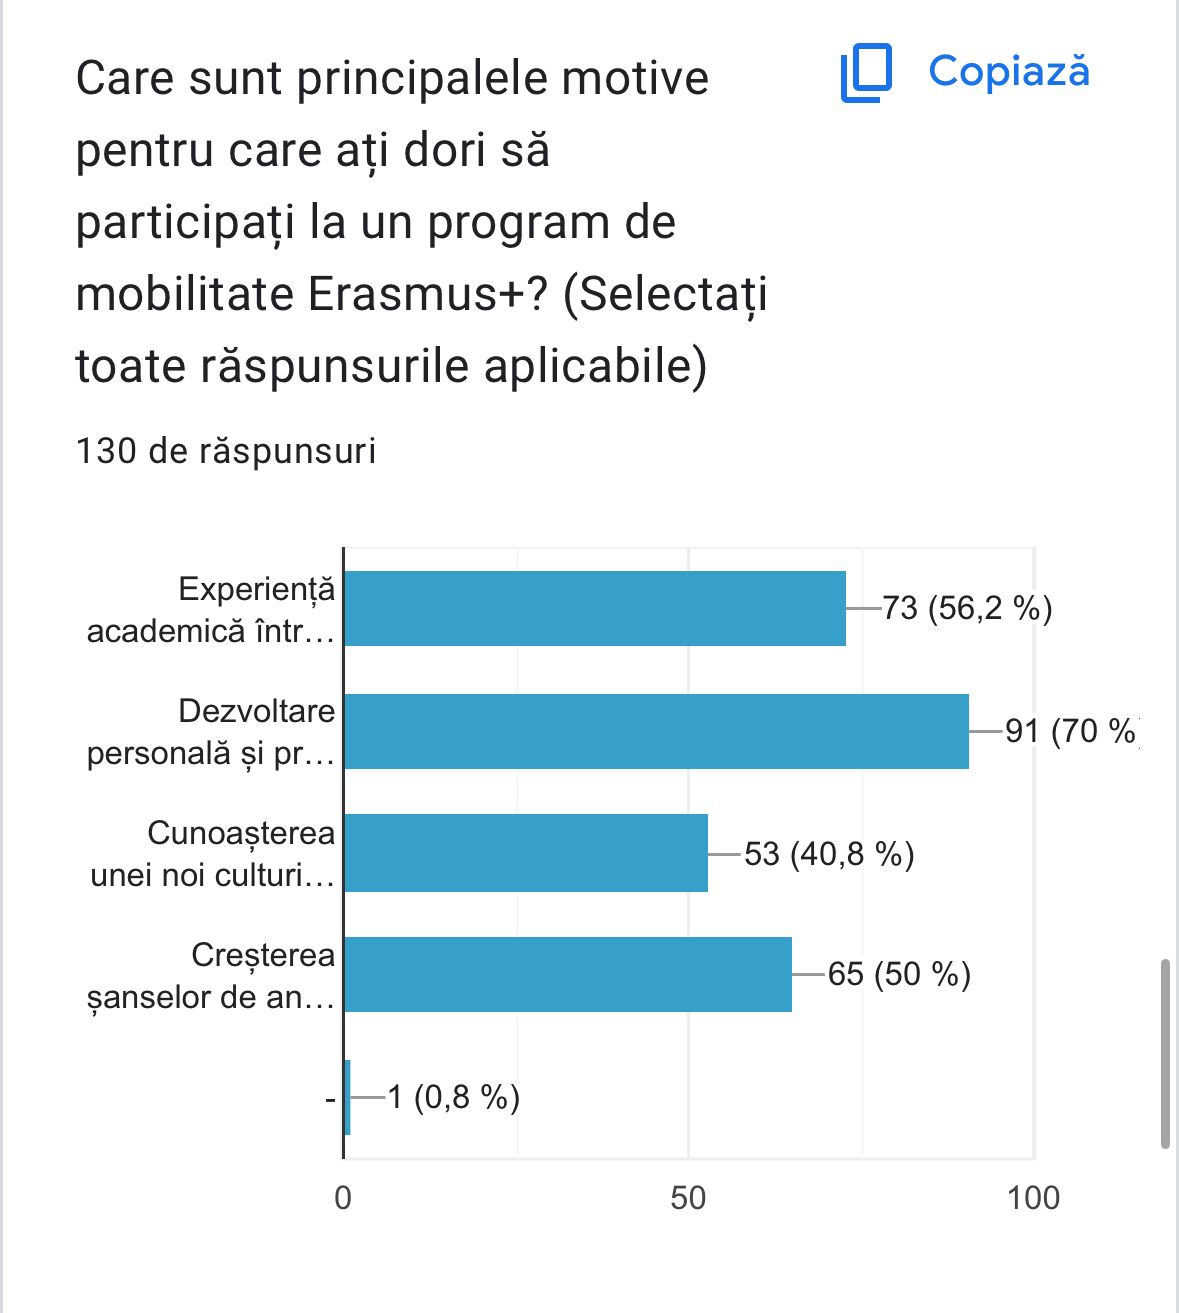 Care sunt principalele motive
pentru care ați dori să
participați la un program de
mobilitate Erasmus+? (Selectați
toate răspunsurile aplicabile)
Copiază
130 de răspunsuri
Experiență
academică într…
73 (56,2 %)
Dezvoltare
personală și pr…
91 (70 %
Cunoașterea
unei noi culturi…
53 (40,8 %)
Creșterea
șanselor de an…
65 (50 %)
-
1 (0,8 %)
0 50 100